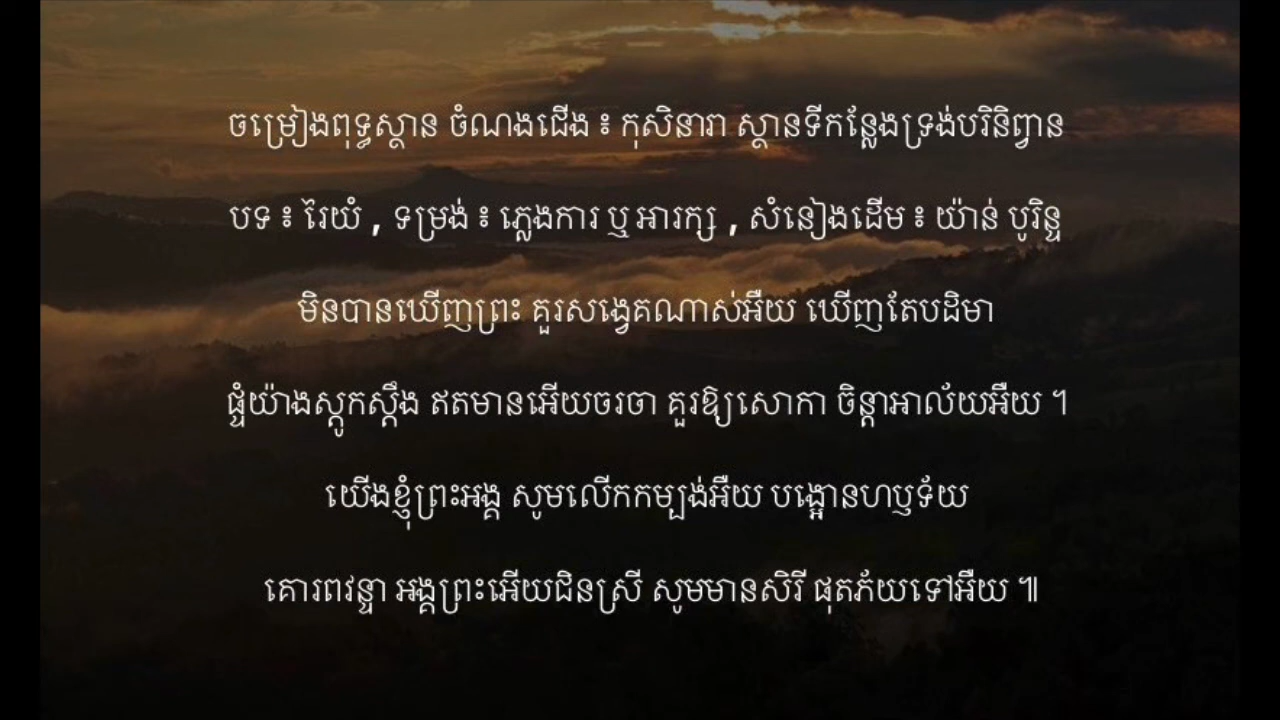 ចម្រៀងពុទ្ធស្ថាន ចំណងជើង ៖ កុសិនារា ស្ថានទីកន្លែងទ្រង់បរិនិព្វាន
បទ ៖ រៃយំ , ទម្រង់ ៖ ភ្លេងការ ឬ អារក្ស , សំនៀងដើម ៖ យ៉ាន់ បូរិន្ទ
មិនបានឃើញព្រះ គួរសង្វេគណាស់អឺយ ឃើញតែបដិមា
ផ្ទំយ៉ាងស្តូកស្តឹង ឥតមានអើយចរចា គួរឱ្យសោកា ចិន្តាអាល័យអឺយ ។
យើងខ្ញុំព្រះអង្គ សូមលើកកម្បង់អឺយ បង្អោនហឫទ័យ
គោរពវន្ទា អង្គព្រះអើយជិនស្រី សូមមានសិរី ផុតភ័យទៅអឺយ ៕